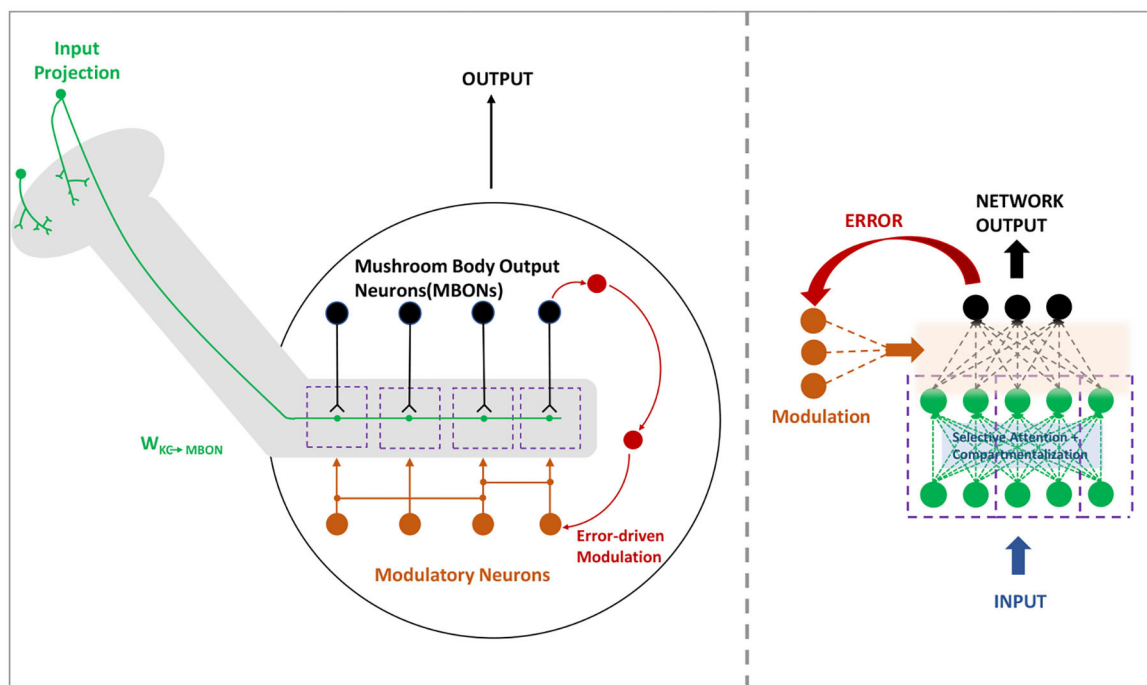 Input
Projection
OUTPUT
Mushroom Body Output
Neurons(MBONs)
W KC→ MBON
Error-driven
Modulation
Modulatory Neurons
NETWORK
OUTPUT
ERROR
Modulation
Selective Attention +
Compartmentalization
INPUT